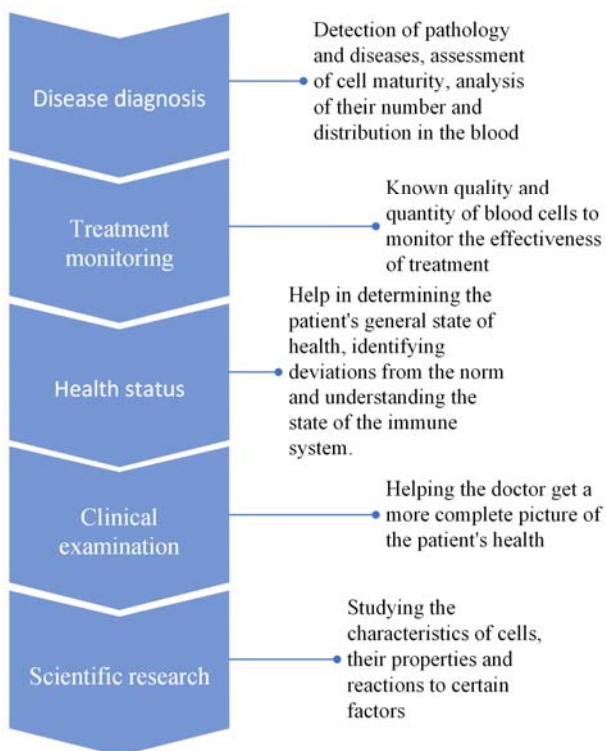 Disease diagnosis
Detection of pathology
and diseases, assessment
of cell maturity, analysis
of their number and
distribution in the blood
Treatment
monitoring
Known quality and
quantity of blood cells to
monitor the effectiveness
of treatment
Health status
Help in determining the
patient's general state of
health, identifying
deviations from the norm
and understanding the
state of the immune
system.
Clinical
examination
Helping the doctor get a
more complete picture of
the patient's health
Scientific research
Studying the
characteristics of cells,
their properties and
reactions to certain
factors